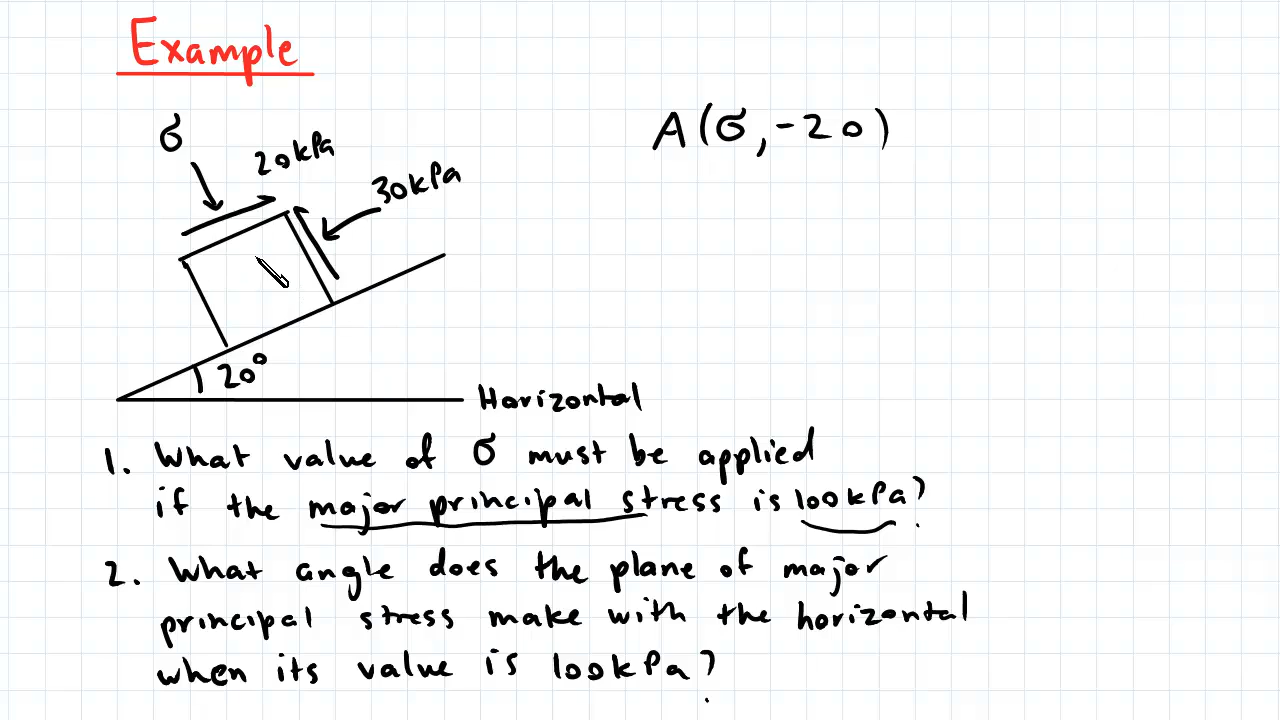 Example
σ
20kPa
30kPa
A(σ,-20)
20°
Horizontal
1. What value of σ must be applied
if the major principal stress is 100kPa?
2. What angle does the plane of major
principal stress make with the horizontal
when its value is 100kPa?